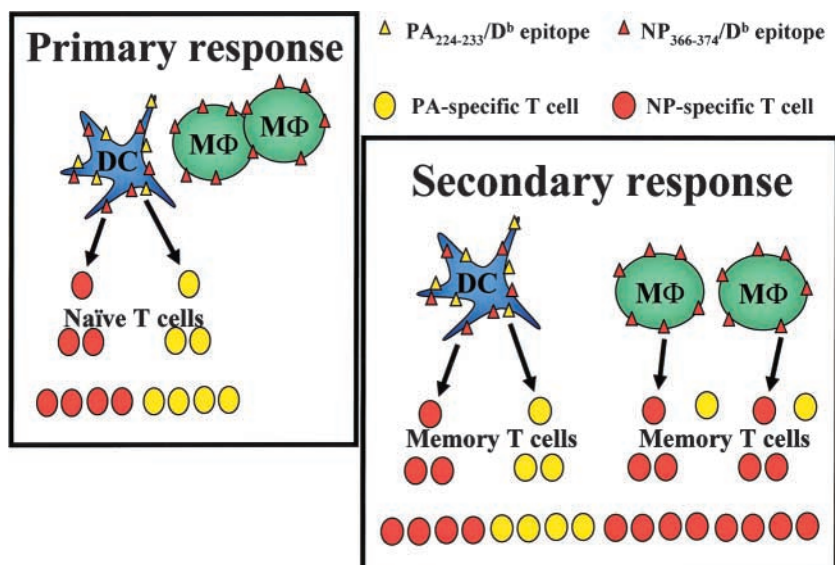 Primary response
DC
MΦ
MΦ
Naïve T cells
PA224-233/Db epitope
NP366-374/Db epitope
PA-specific T cell
NP-specific T cell
Secondary response
DC
MΦ
MΦ
Memory T cells
Memory T cells